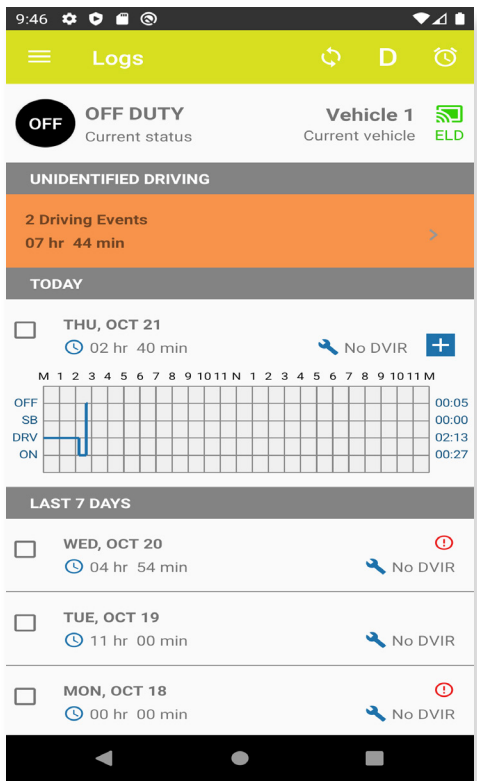 9:46
Logs
D
OFF
OFF DUTY
Current status
Vehicle 1
Current vehicle
ELD
UNIDENTIFIED DRIVING
2 Driving Events
07 hr 44 min
TODAY
THU, OCT 21
02 hr 40 min
No DVIR
M 1 2 3 4 5 6 7 8 9 10 11 N 1 2 3 4 5 6 7 8 9 10 11 M
OFF 00:05
SB 00:00
DRV 02:13
ON 00:27
LAST 7 DAYS
WED, OCT 20
04 hr 54 min
No DVIR
TUE, OCT 19
11 hr 00 min
No DVIR
MON, OCT 18
00 hr 00 min
No DVIR